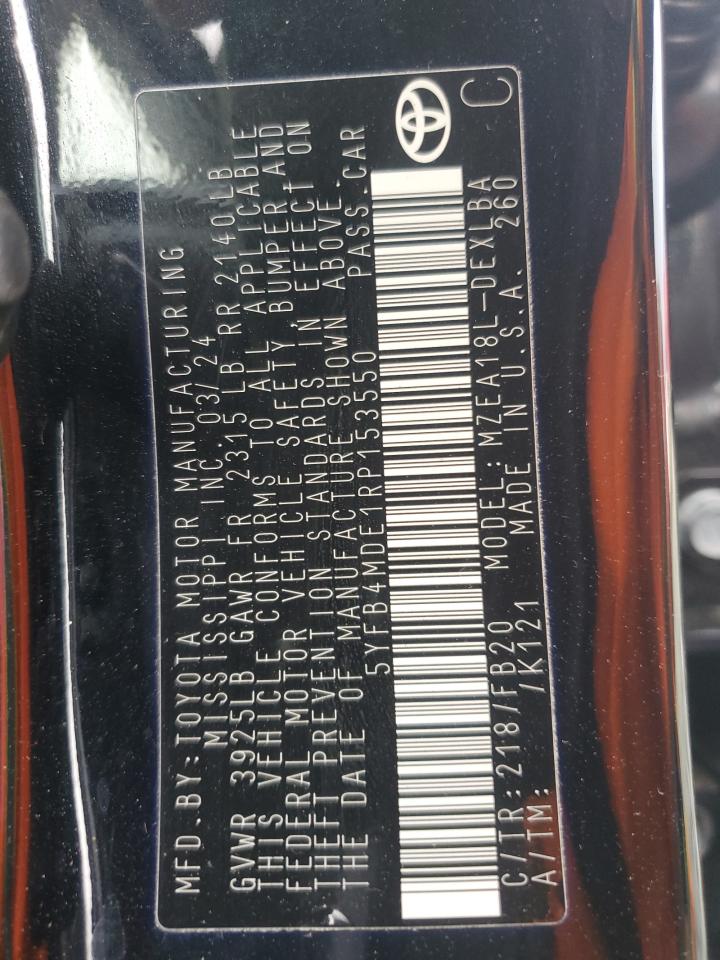 MFD.BY:TOYOTA MOTOR MANUFACTURING
MISSISSIPPI INC. 03/24
GVWR 3925LB GAWR FR 2315 LB RR 2140 LB
THIS VEHICLE CONFORMS TO ALL APPLICABLE
FEDERAL MOTOR VEHICLE SAFETY, BUMPER AND
THEFT PREVENTION STANDARDS IN EFFECT ON
THE DATE OF MANUFACTURE SHOWN ABOVE.
5YFB4MDE1RP153550 PASS.CAR
C/TR:218/FB20 MODEL:MZEA18L-DEXLBA
A/TM: /K121 MADE IN U.S.A. 260
C